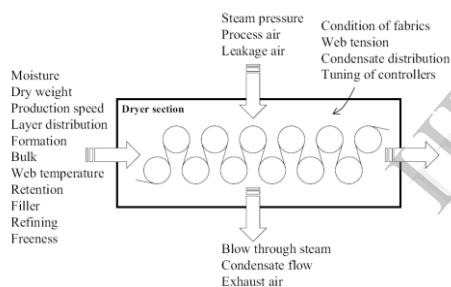 Steam pressure
Process air
Leakage air
Condition of fabrics
Web tension
Condensate distribution
Tuning of controllers
Moisture
Dry weight
Production speed
Layer distribution
Formation
Bulk
Web temperature
Retention
Filler
Refining
Freeness
Dryer section
Blow through steam
Condensate flow
Exhaust air